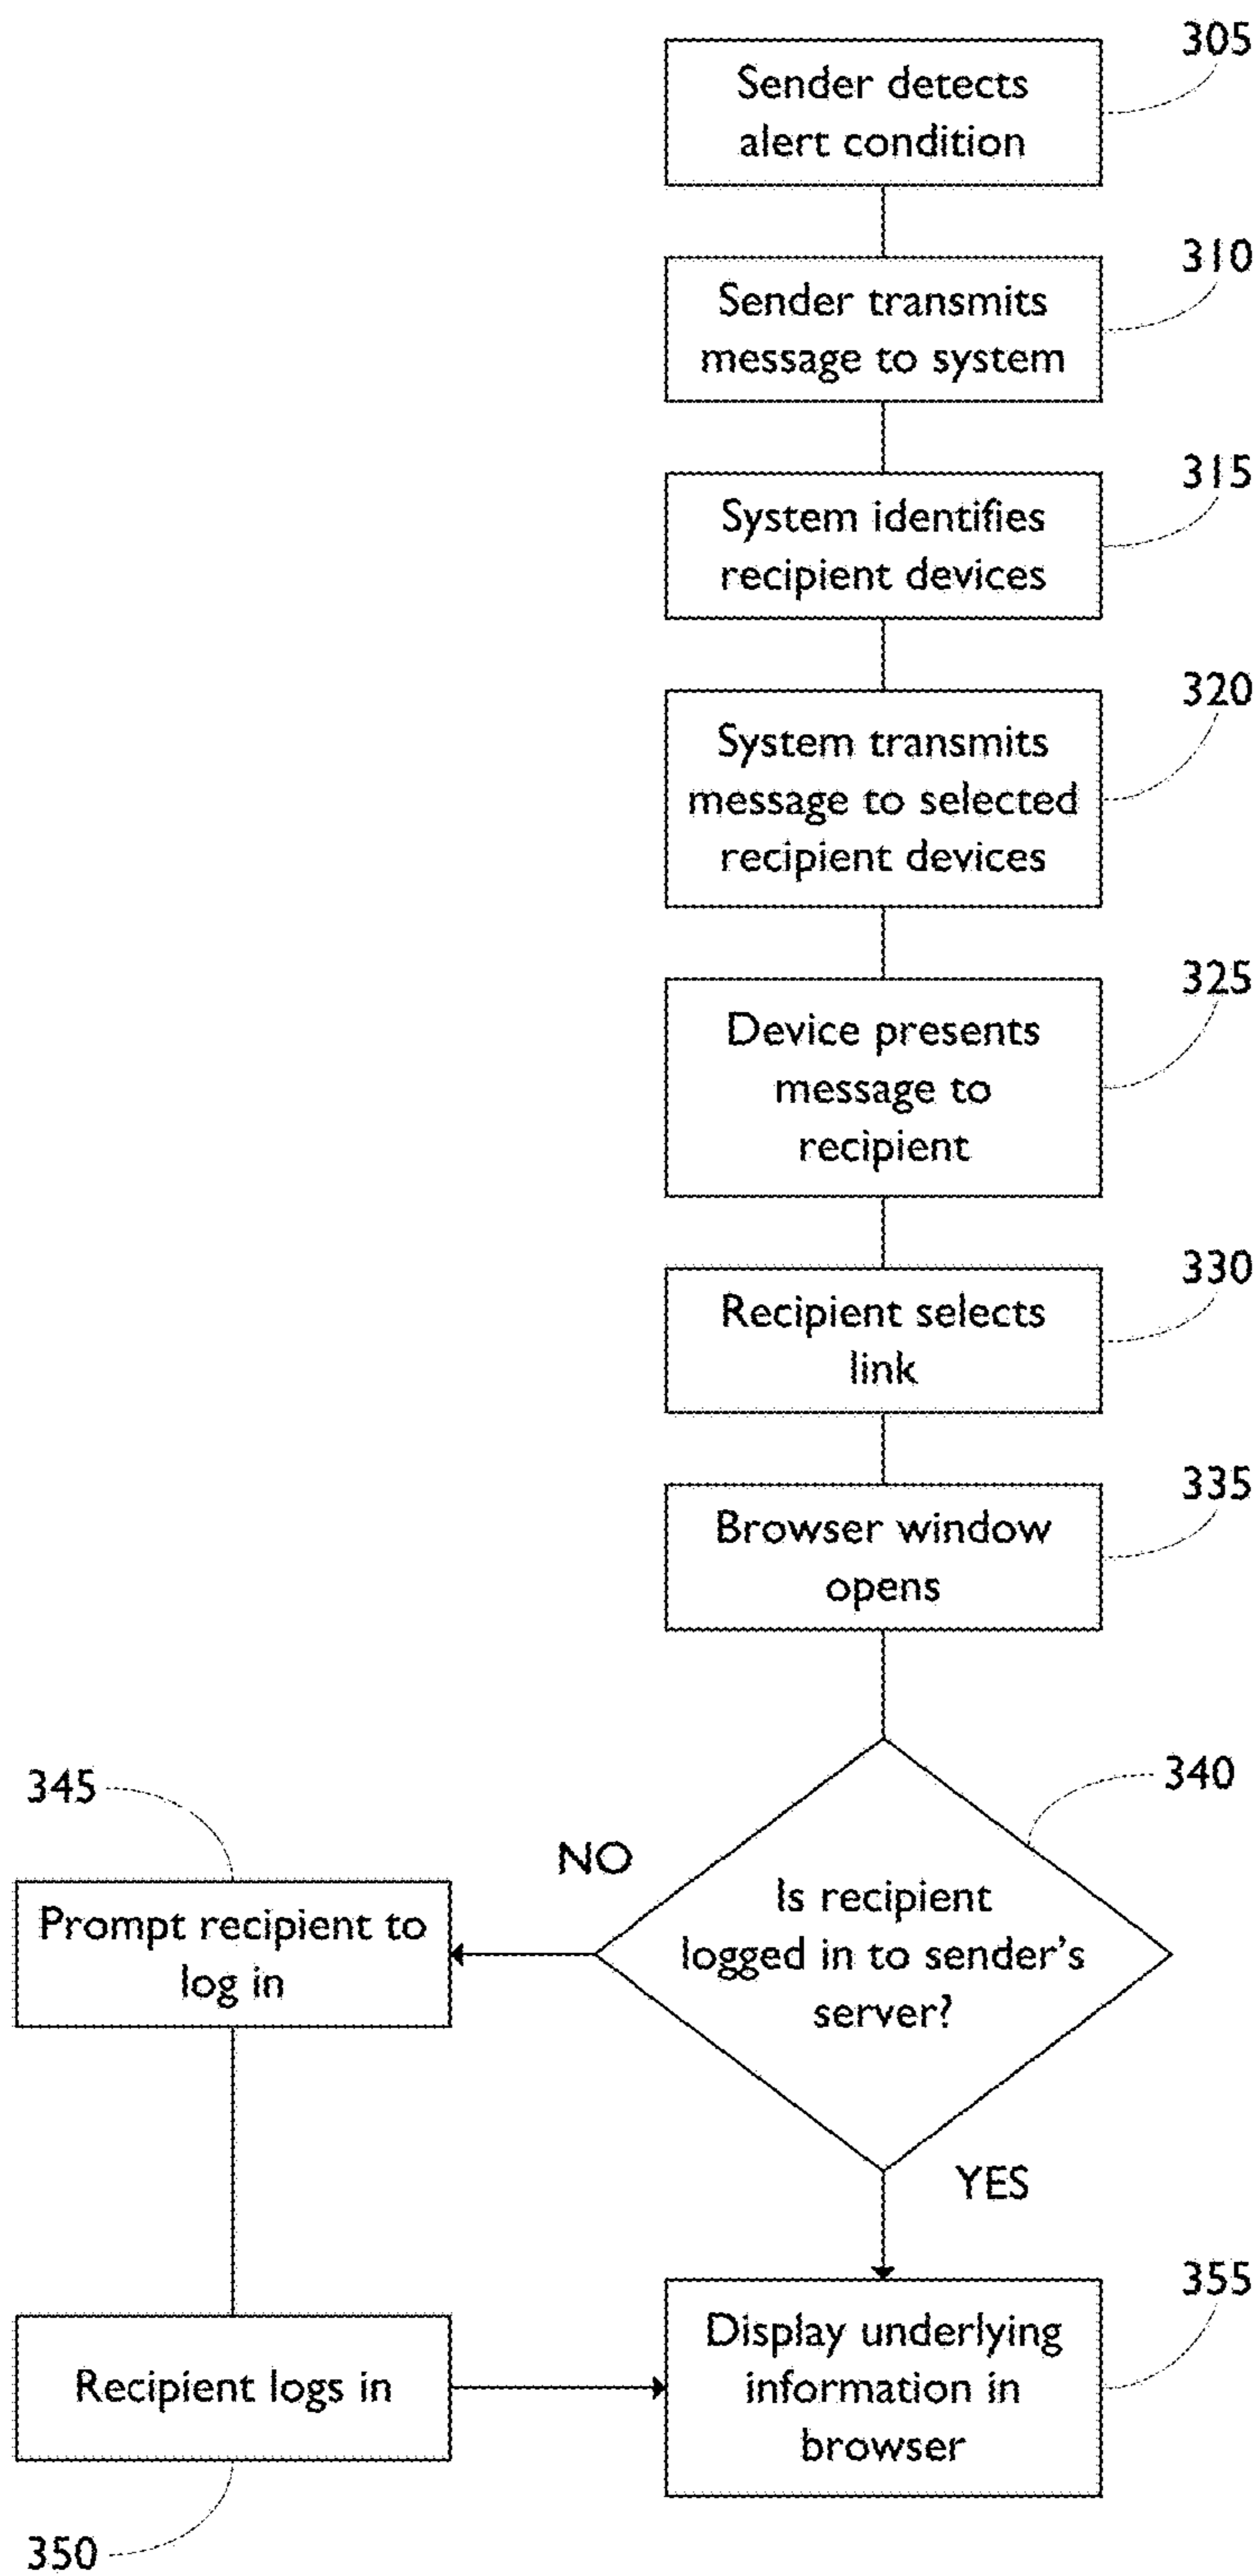 305
Sender detects
alert condition
310
Sender transmits
message to system
315
System identifies
recipient devices
320
System transmits
message to selected
recipient devices
325
Device presents
message to
recipient
330
Recipient selects
link
335
Browser window
opens
340
Is recipient
logged in to sender's
server?
NO
345
Prompt recipient to
log in
YES
350
Recipient logs in
355
Display underlying
information in
browser